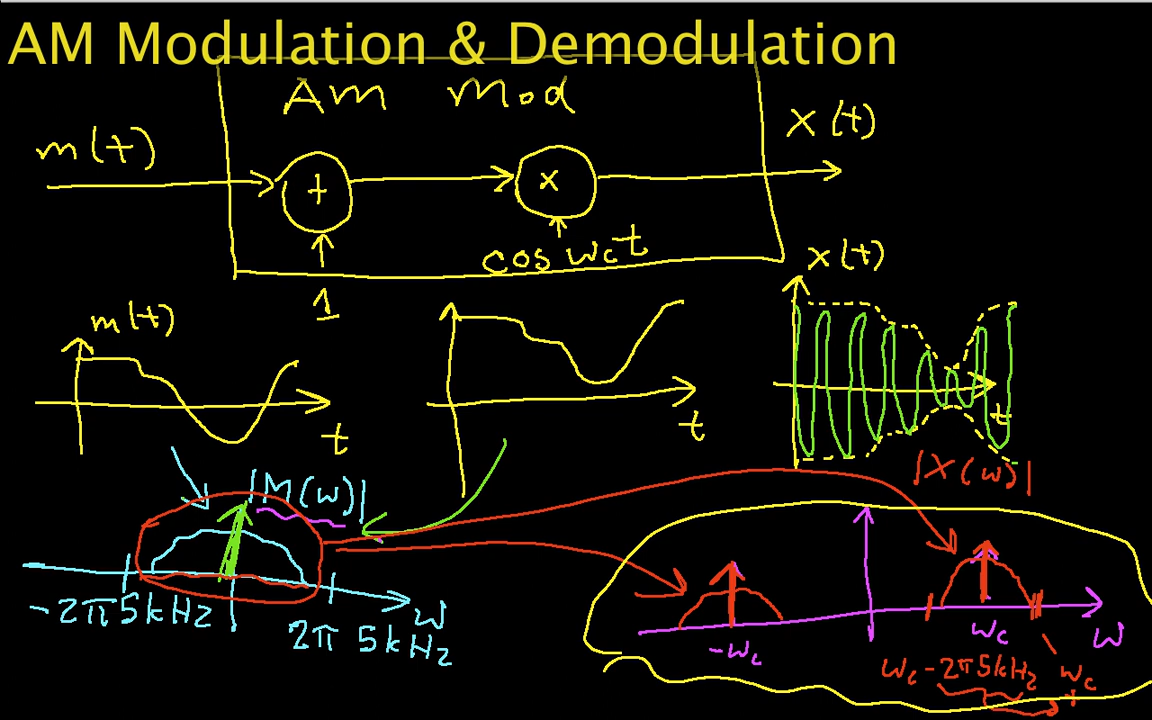 AM Modulation & Demodulation
Am Mod
m(t)
+
x
x(t)
cos wct
1
m(t)
t
t
x(t)
t
|M(w)|
-2π5kHz
2π 5kHz
w
|X(w)|
-wc
wc
w
wc-2π5kHz
wc
+